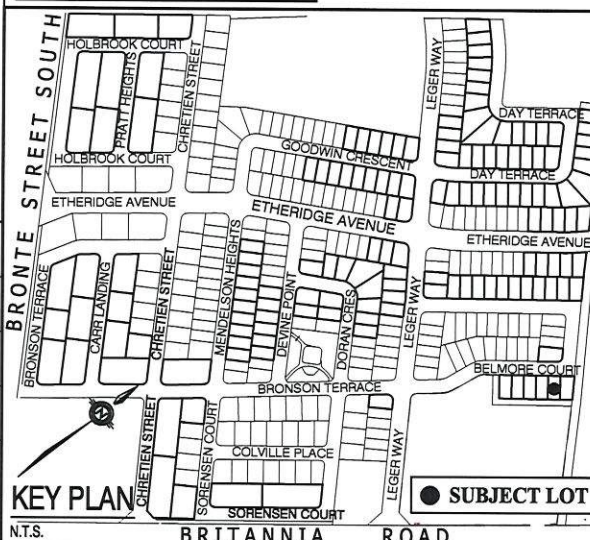 HOLBROOK COURT
BRONTE STREET SOUTH
PRATT HEIGHTS
CHRETIEN STREET
LEGER WAY
DAY TERRACE
GOODWIN CRESCENT
HOLBROOK COURT
DAY TERRACE
ETHERIDGE AVENUE
ETHERIDGE AVENUE
ETHERIDGE AVENUE
BRONSON TERRACE
CARR LANDING
CHRETIEN STREET
MENDELSON HEIGHTS
DEVINE POINT
DORAN CRES
LEGER WAY
BELMORE COURT
BRONSON TERRACE
N
CHRETIEN STREET
SORENSEN COURT
COLVILLE PLACE
LEGER WAY
KEY PLAN
SUBJECT LOT
SORENSEN COURT
N.T.S.
BRITANNIA ROAD